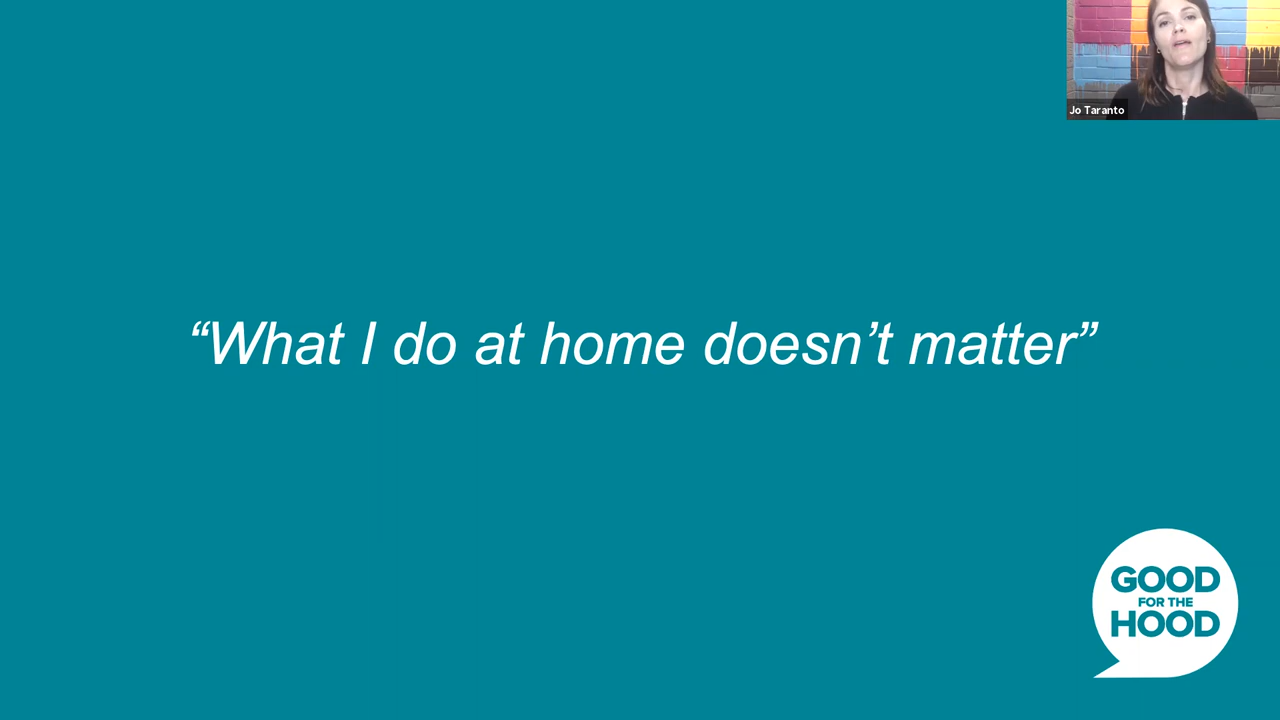 Jo Taranto
“What I do at home doesn’t matter”
GOOD
FOR THE
HOOD